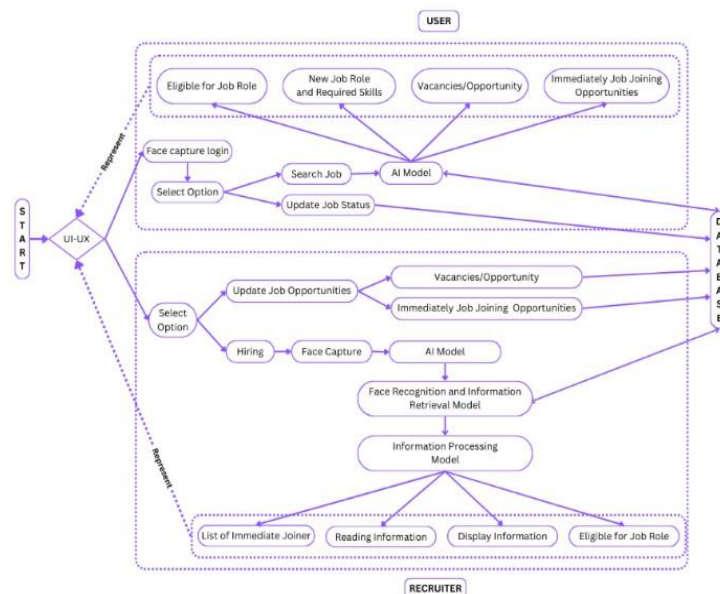 USER
Eligible for Job Role
New Job Role
and Required Skills
Vacancies/Opportunity
Immediately Job Joining
Opportunities
Represent
Face capture login
Search Job
AI Model
Select Option
Update Job Status
START
UI-UX
DATABASE
Select
Option
Update Job Opportunities
Vacancies/Opportunity
Immediately Job Joining Opportunities
Hiring
Face Capture
AI Model
Face Recognition and Information
Retrieval Model
Information Processing
Model
Represent
List of Immediate Joiner
Reading Information
Display Information
Eligible for Job Role
RECRUITER